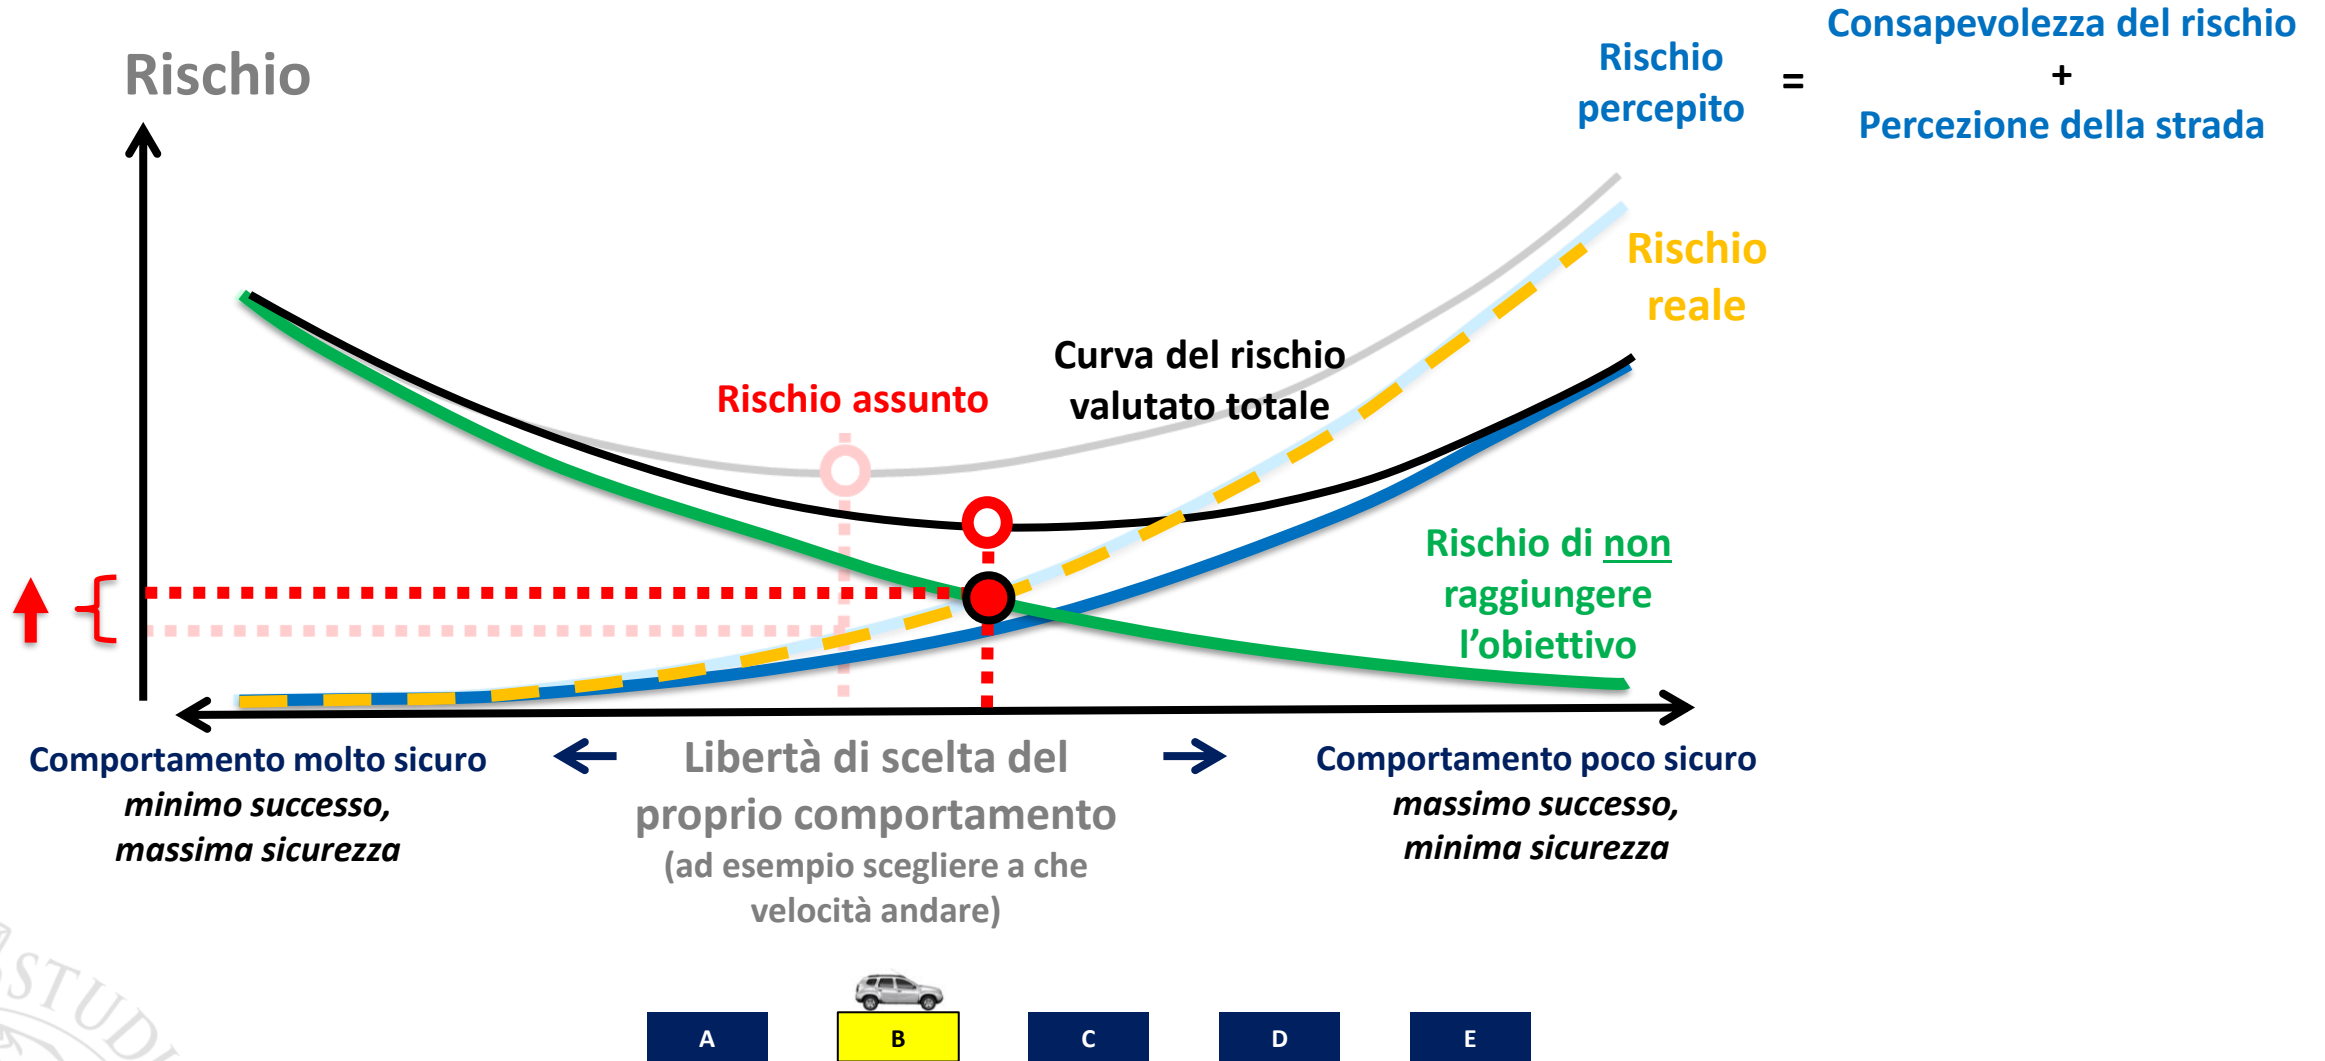 Consapevolezza del rischio
Rischio
percepito
=
+
Percezione della strada
Rischio
Rischio
reale
Curva del rischio
valutato totale
Rischio assunto
Rischio di non
raggiungere
l'obiettivo
Comportamento molto sicuro
minimo successo,
massima sicurezza
Libertà di scelta del
proprio comportamento
(ad esempio scegliere a che
velocità andare)
Comportamento poco sicuro
massimo successo,
minima sicurezza
A
B
C
D
E